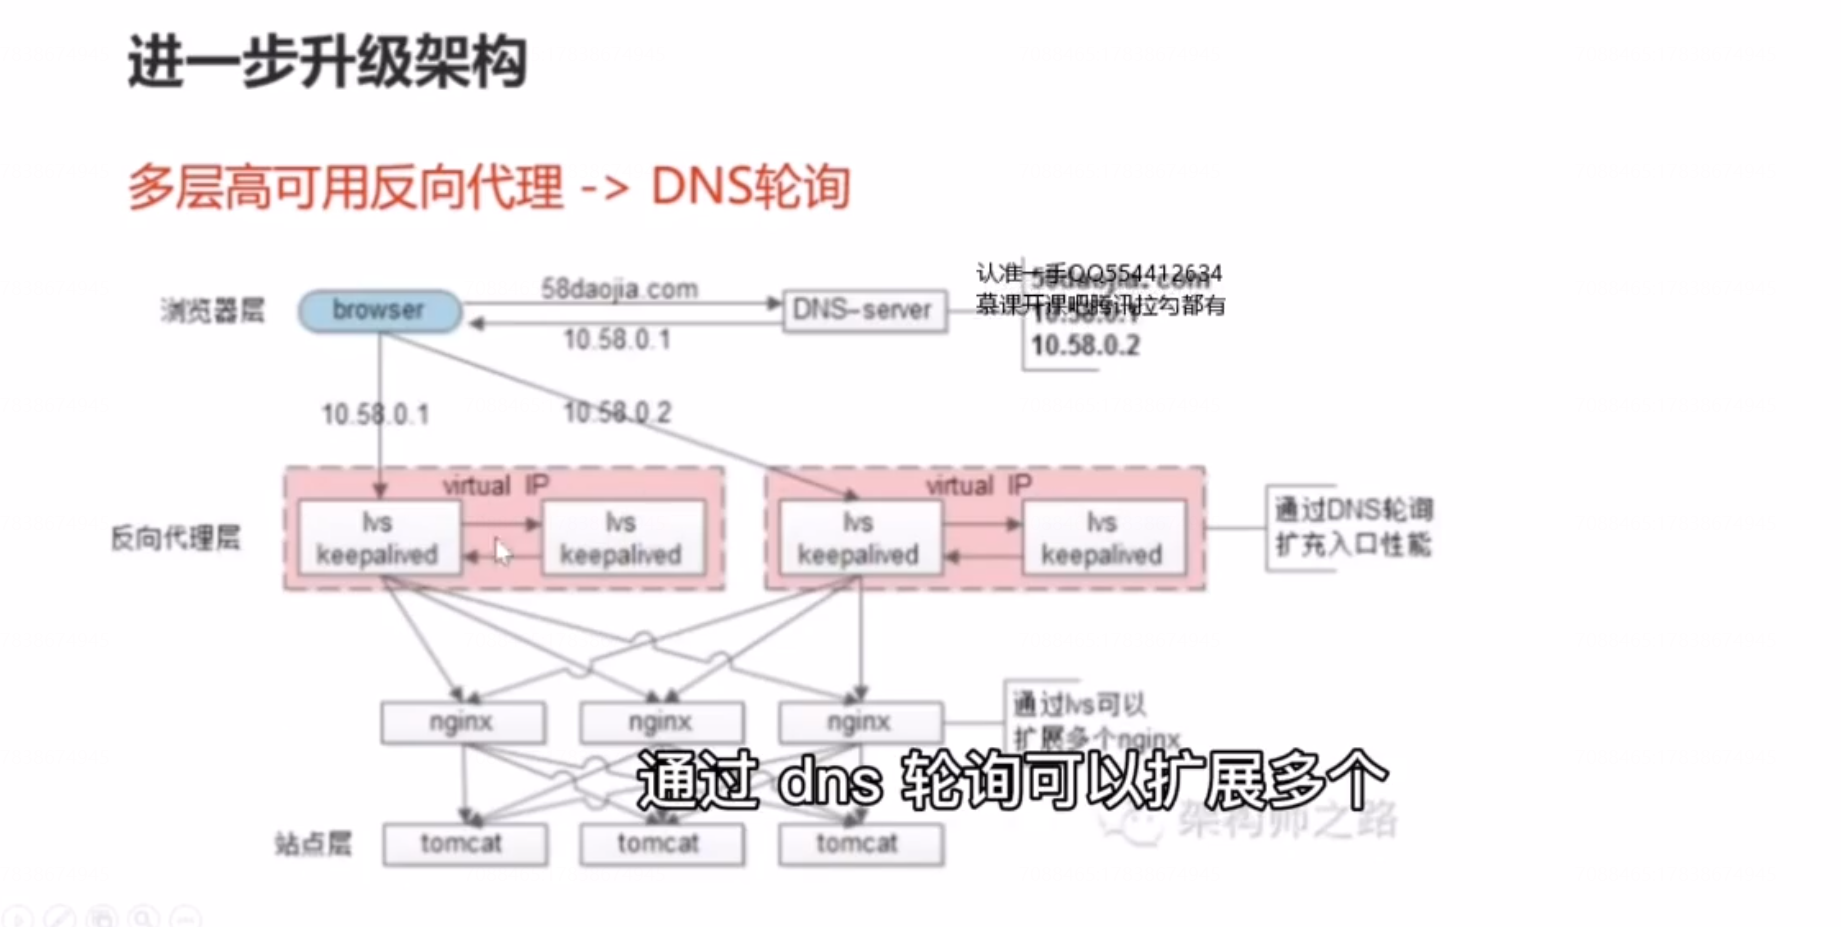 进一步升级架构
多层高可用反向代理 -> DNS轮询
认准一手QQ554412634
58daojia.com
58daojia.com
浏览器层
browser
DNS-server
慕课开课吧腾讯拉勾都有
10.58.0.1
10.58.0.1
10.58.0.2
10.58.0.1
10.58.0.2
virtual IP
virtual IP
反向代理层
lvs
keepalived
lvs
keepalived
lvs
keepalived
lvs
keepalived
通过DNS轮询
扩充入口性能
nginx
nginx
nginx
通过lvs可以
扩展多个nginx
通过 dns 轮询可以扩展多个
架构师之路
站点层
tomcat
tomcat
tomcat